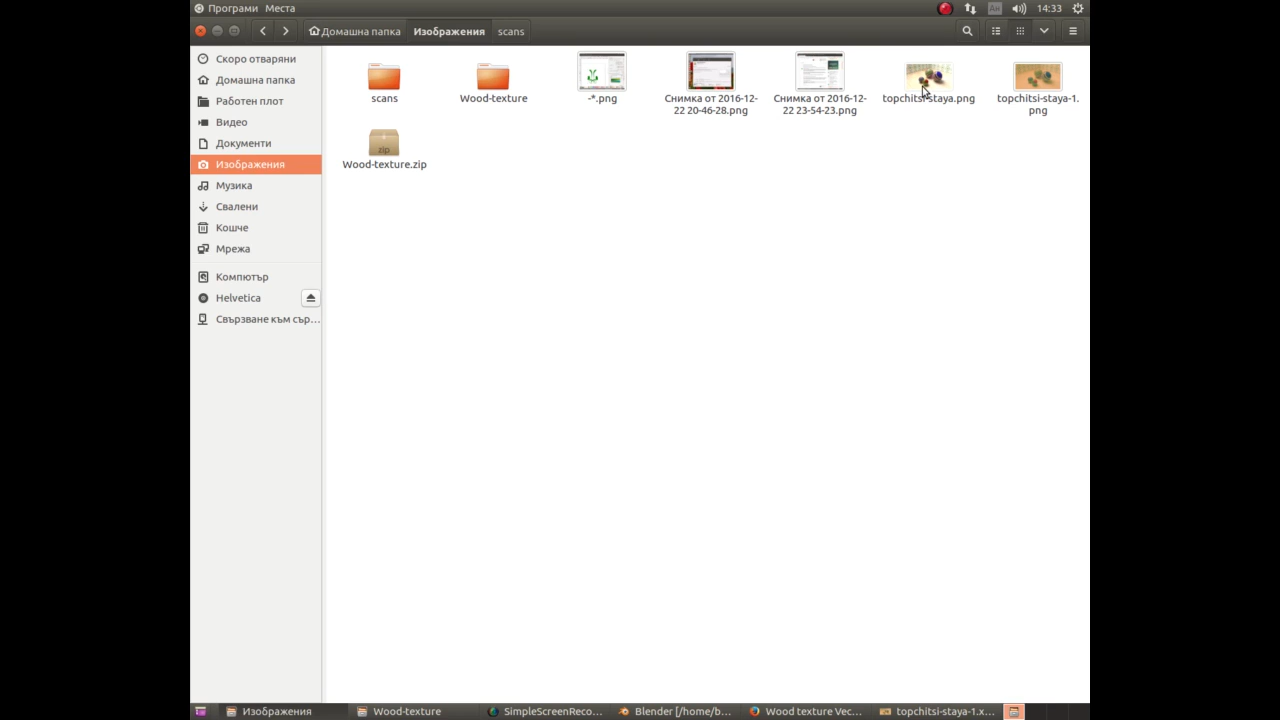 Програми Места
Ан
14:33
Домашна папка Изображения scans
Скоро отваряни
Домашна папка
Работен плот
Видео
Документи
Изображения
Музика
Свалени
Кошче
Мрежа
Компютър
Helvetica
Свързване към сър...
scans
Wood-texture
-*.png
Снимка от 2016-12-
22 20-46-28.png
Снимка от 2016-12-
22 23-54-23.png
topchitsi-staya.png
topchitsi-staya-1.
png
zip
Wood-texture.zip
Изображения
Wood-texture
SimpleScreenReco...
Blender [/home/b...
Wood texture Vec...
topchitsi-staya-1.x...